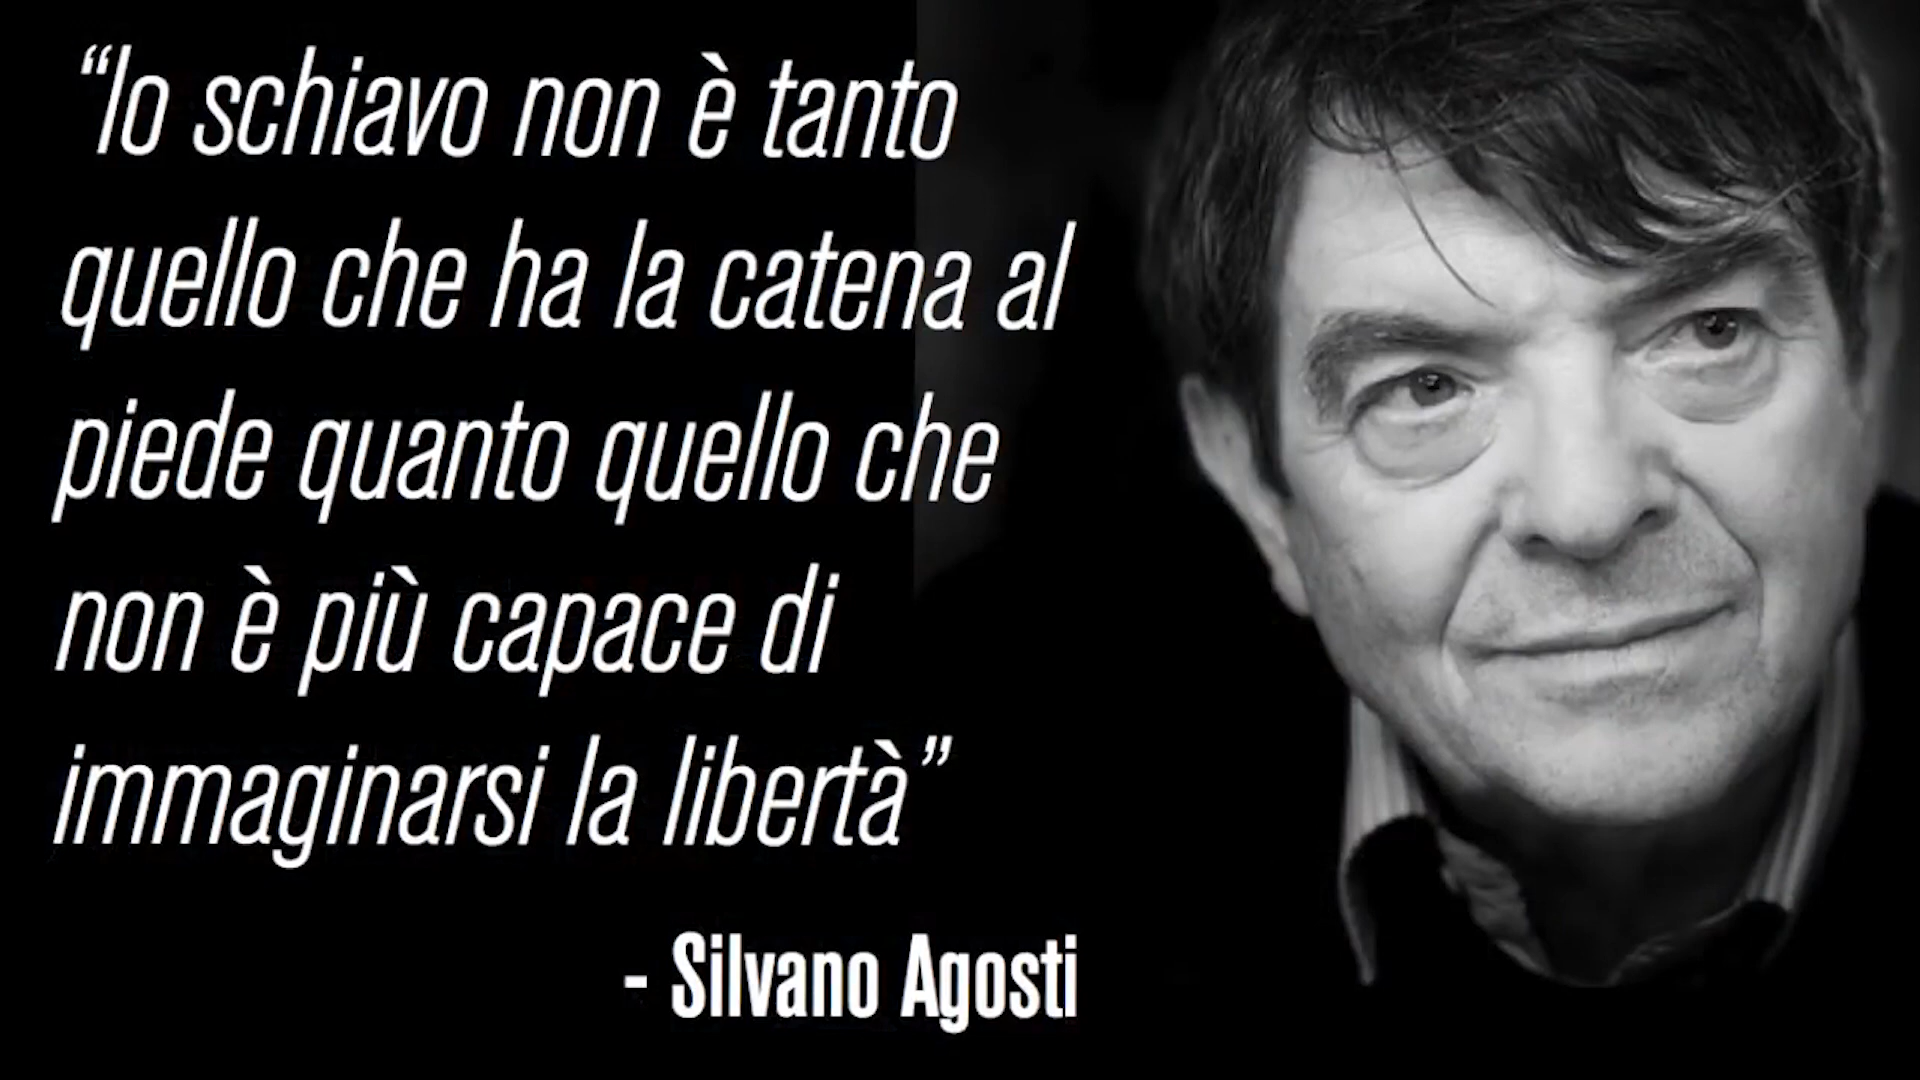 “lo schiavo non è tanto
quello che ha la catena al
piede quanto quello che
non è più capace di
immaginarsi la libertà”
- Silvano Agosti